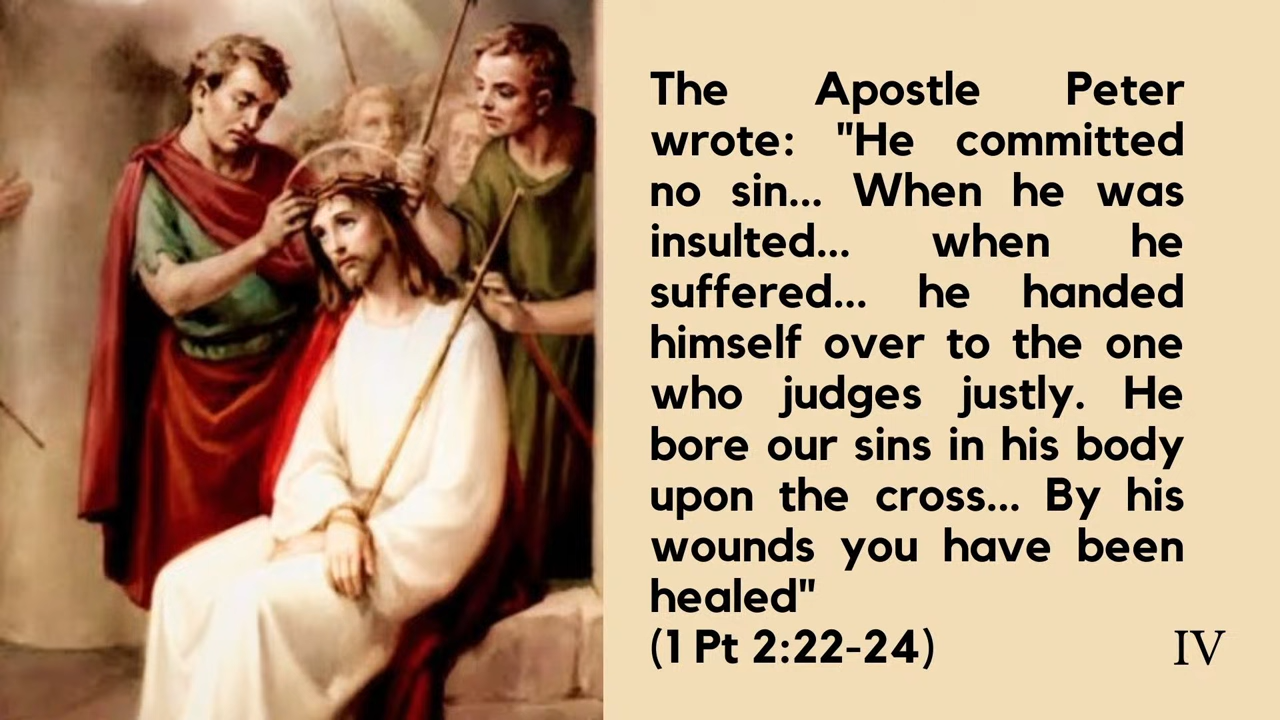 The Apostle Peter
wrote: "He committed
no sin... When he was
insulted... when he
suffered... he handed
himself over to the one
who judges justly. He
bore our sins in his body
upon the cross... By his
wounds you have been
healed"
(1 Pt 2:22-24)
IV